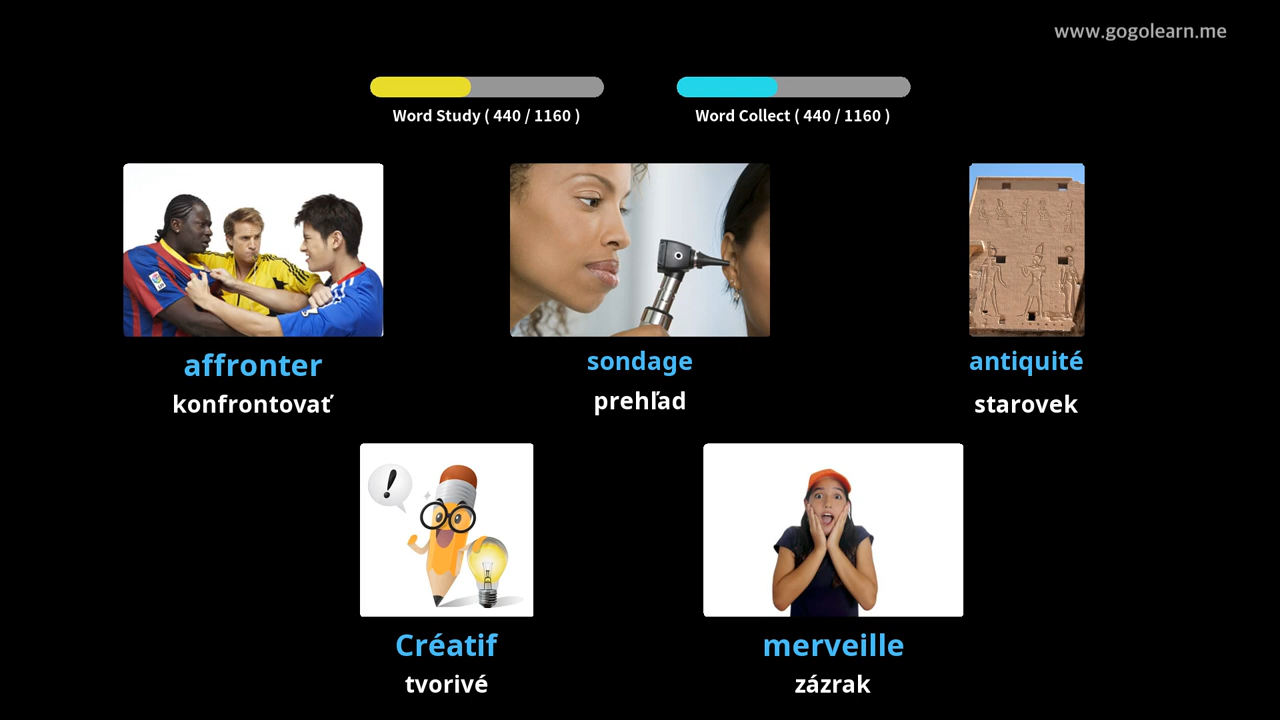 www.gogolearn.me
Word Study ( 440 / 1160 )
Word Collect ( 440 / 1160 )
affronter
konfrontovať
sondage
prehľad
antiquité
starovek
!
Créatif
tvorivé
merveille
zázrak